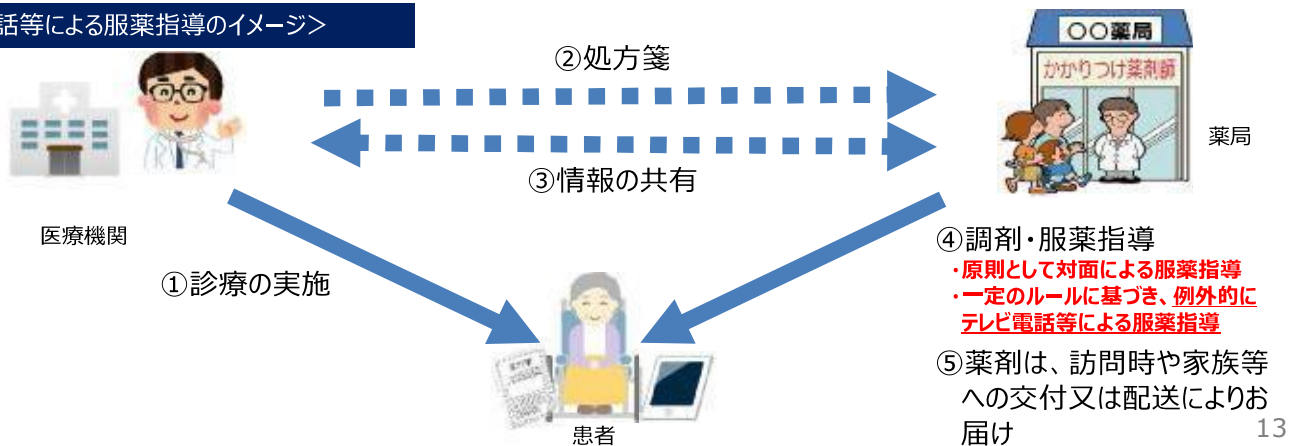 話等による服薬指導のイメージ＞
〇〇薬局
かかりつけ薬剤師
②処方箋
薬局
③情報の共有
医療機関
④調剤・服薬指導
・原則として対面による服薬指導
・一定のルールに基づき、例外的に
テレビ電話等による服薬指導
①診療の実施
⑤薬剤は、訪問時や家族等
への交付又は配送によりお
届け
患者
13